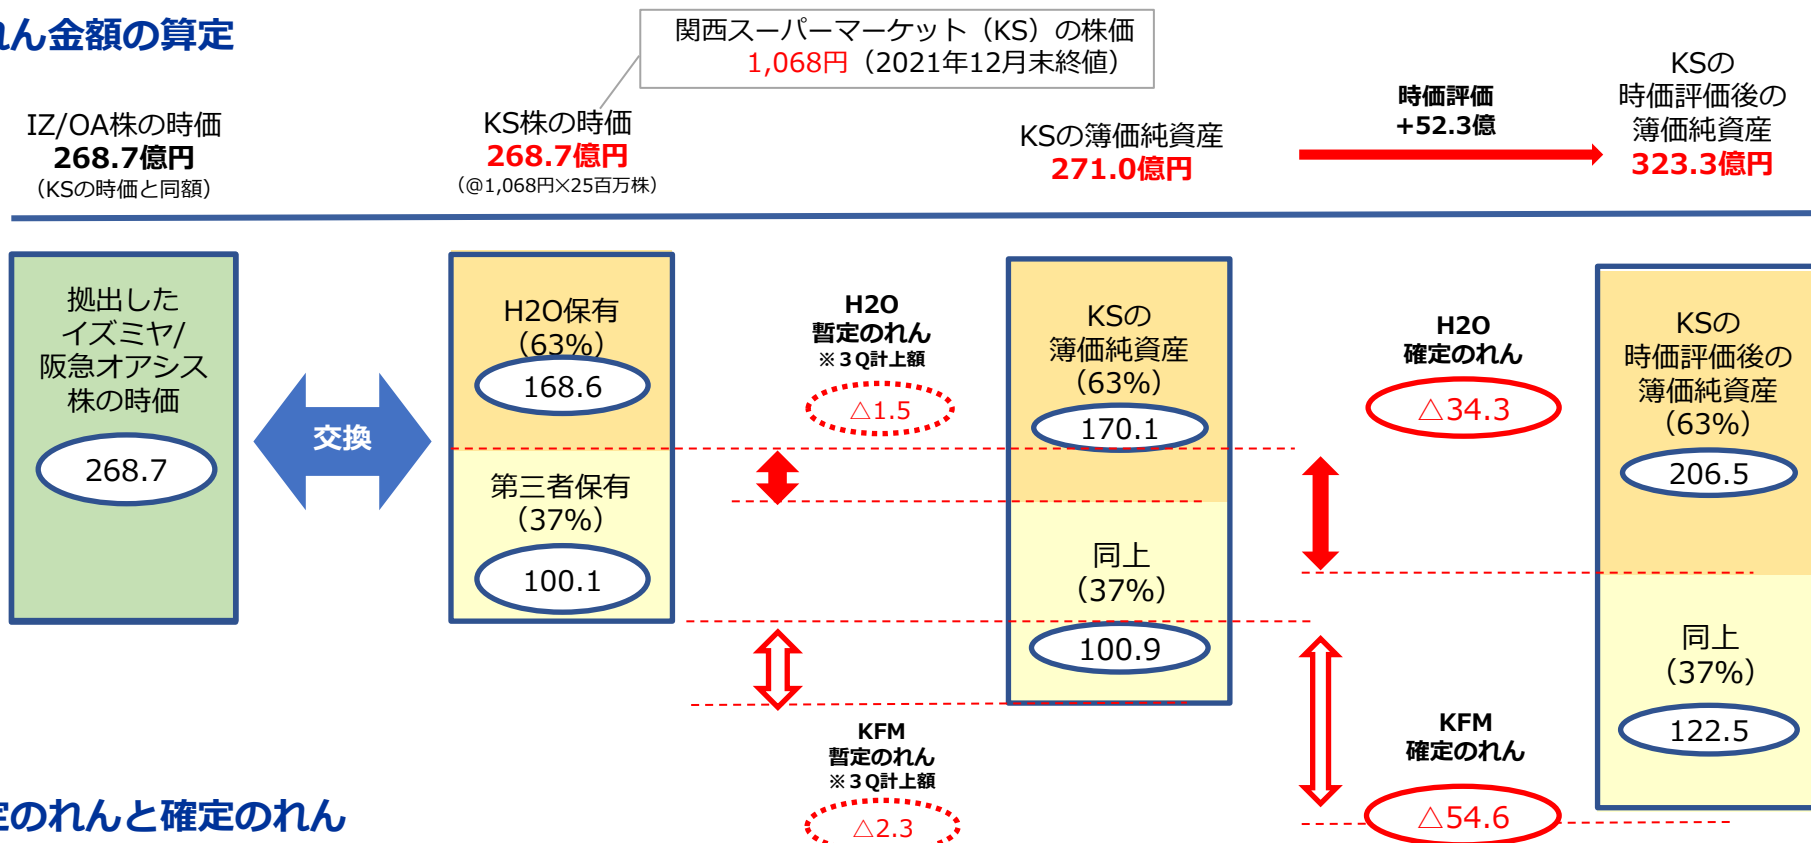 れん金額の算定
関西スーパーマーケット（KS）の株価
1,068円（2021年12月末終値）
IZ/OA株の時価
268.7億円
（KSの時価と同額）
KS株の時価
268.7億円
（@1,068円×25百万株）
KSの簿価純資産
271.0億円
時価評価
+52.3億
KSの
時価評価後の
簿価純資産
323.3億円
拠出した
イズミヤ/
阪急オアシス
株の時価
268.7
交換
H2O保有
（63%）
168.6
第三者保有
（37%）
100.1
H2O
暫定のれん
※３Q計上額
△1.5
KFM
暫定のれん
※３Q計上額
△2.3
KSの
簿価純資産
（63%）
170.1
同上
（37%）
100.9
H2O
確定のれん
△34.3
KFM
確定のれん
△54.6
KSの
時価評価後の
簿価純資産
（63%）
206.5
同上
（37%）
122.5
定のれんと確定のれん